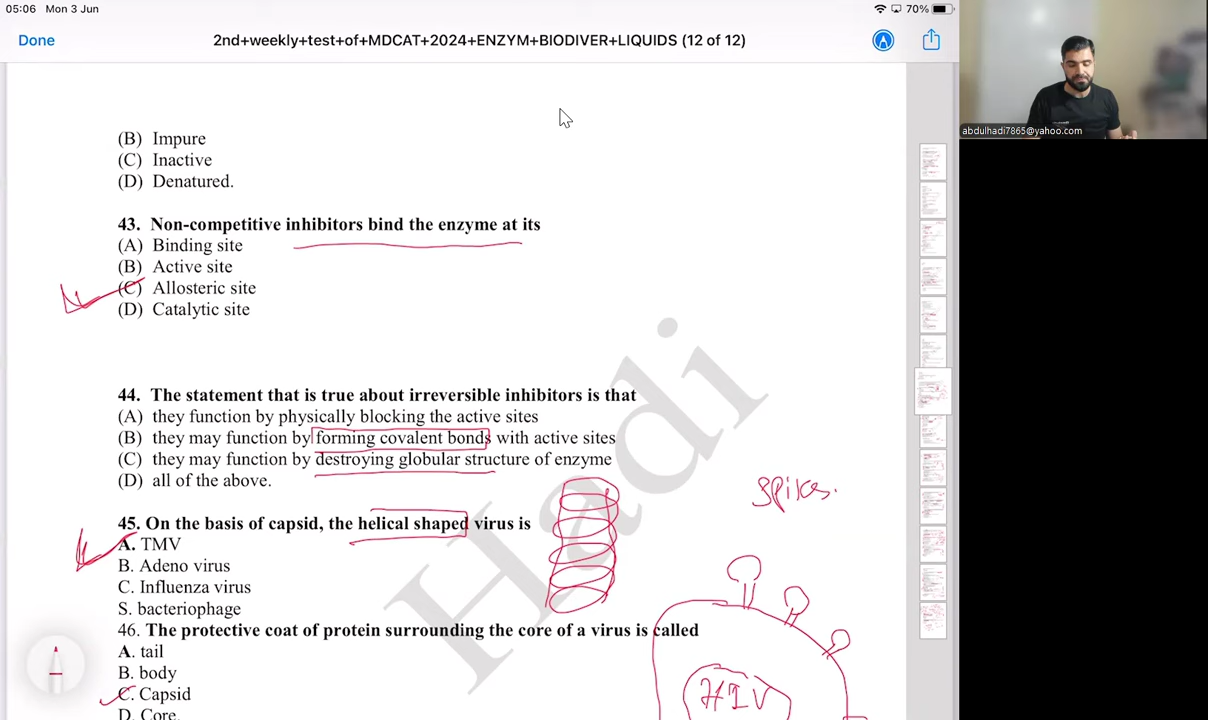 05:06 Mon 3 Jun
70%
Done
2nd+weekly+test+of+MDCAT+2024+ENZYM+BIODIVER+LIQUIDS (12 of 12)
abdulhadi7865@yahoo.com
(B) Impure
(C) Inactive
(D) Denatured.
43. Non-competitive inhibitors bind the enzyme at its
(A) Binding site
(B) Active site
(C) Allosteric site
(D) Catalytic site
44. The statement that is true about irreversible inhibitors is that
(A) they function by physically blocking the active sites
(B) they may function by forming covalent bonds with active sites
(C) they may function by destroying globular structure of enzyme
(D) all of the above.
spikes.
45. On the basis of capsid, the helical shaped virus is
A. TMV
B. Adeno virus
C. Influenza virus
S. bacteriophage
46. The protective coat of protein surrounding the core of a virus is called
A. tail
B. body
C. Capsid
D. Core.
HIV
Hadi